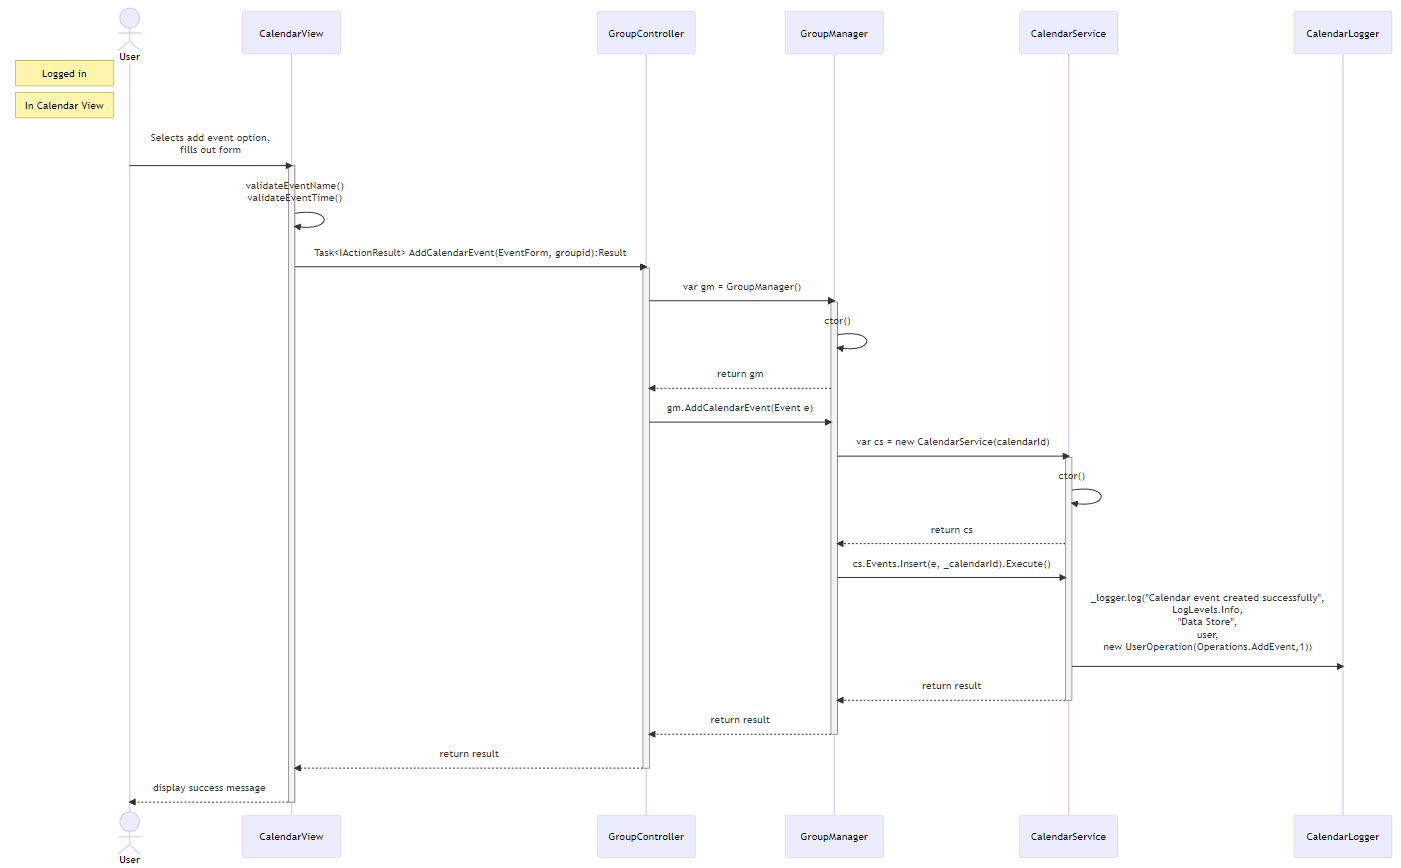 CalendarView
GroupController
GroupManager
CalendarService
CalendarLogger
User
Logged in
In Calendar View
Selects add event option,
fills out form
validateEventName()
validateEventTime()
Task<IActionResult> AddCalendarEvent(EventForm, groupid):Result
var gm = GroupManager()
ctor()
return gm
gm.AddCalendarEvent(Event e)
var cs = new CalendarService(calendarId)
ctor()
return cs
cs.Events.Insert(e, _calendarId).Execute()
_logger.log("Calendar event created successfully",
LogLevels.Info,
"Data Store",
user,
new UserOperation(Operations.AddEvent,1))
return result
return result
return result
display success message
CalendarView
GroupController
GroupManager
CalendarService
CalendarLogger
User